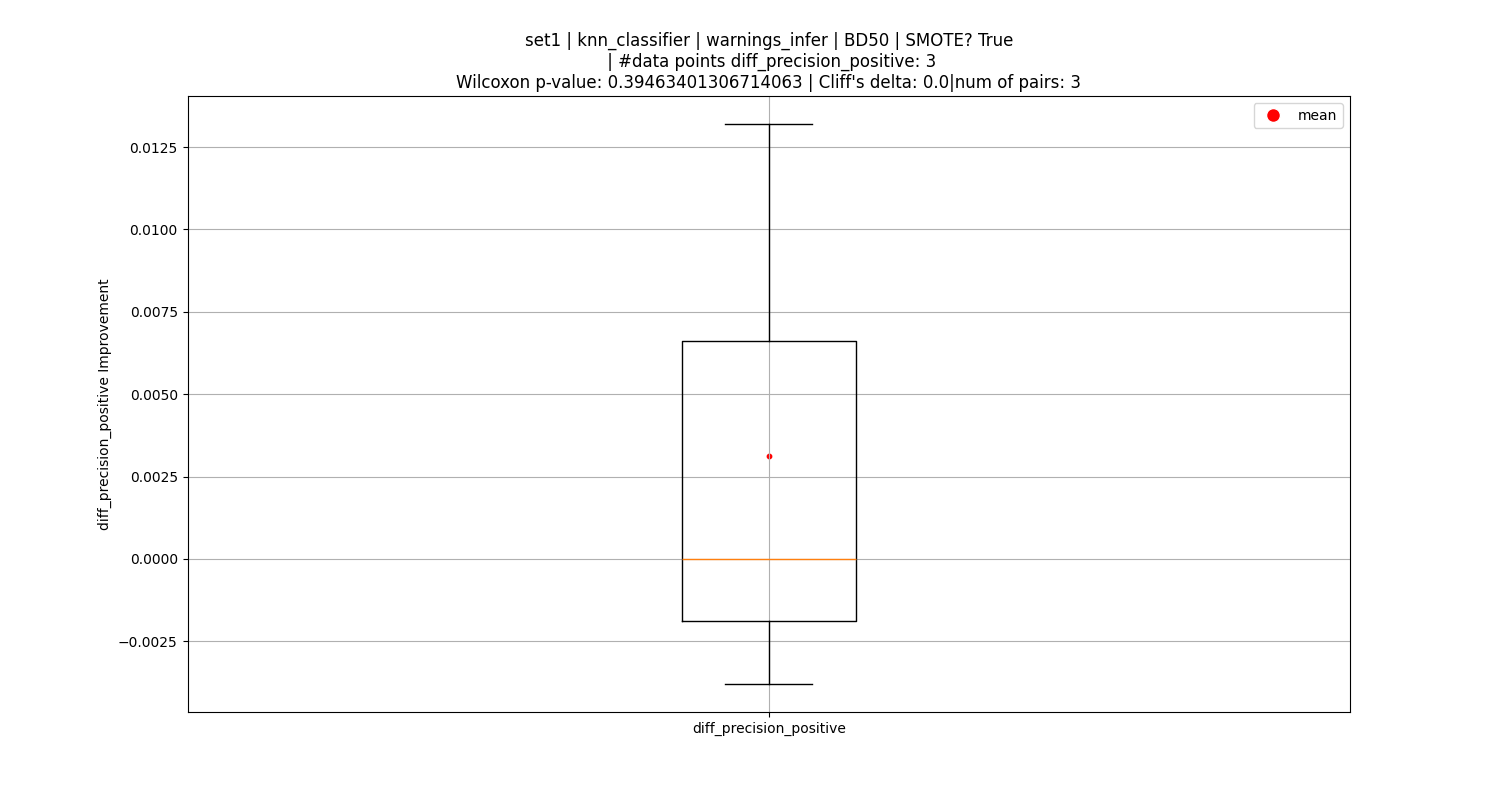 set1 | knn_classifier | warnings_infer | BD50 | SMOTE? True
| #data points diff_precision_positive: 3
Wilcoxon p-value: 0.39463401306714063 | Cliff's delta: 0.0|num of pairs: 3
mean
0.0125
0.0100
0.0075
0.0050
0.0025
0.0000
−0.0025
diff_precision_positive Improvement
diff_precision_positive